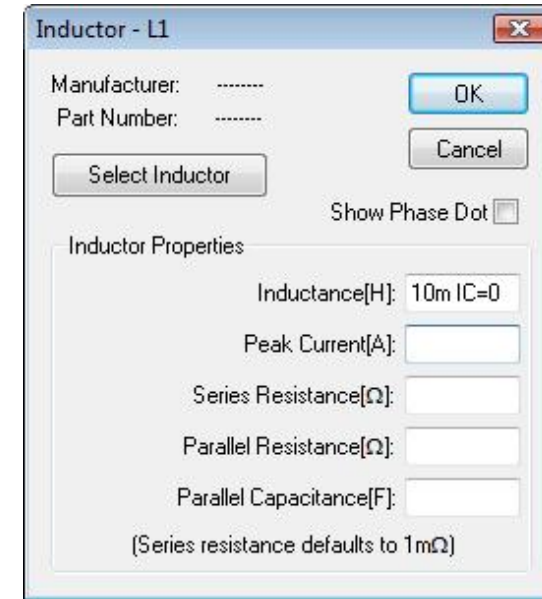 Inductor - L1
Manufacturer: --------
OK
Part Number: --------
Cancel
Select Inductor
Show Phase Dot
Inductor Properties
Inductance[H]: 10m IC=0
Peak Current[A]:
Series Resistance[Ω]:
Parallel Resistance[Ω]:
Parallel Capacitance[F]:
(Series resistance defaults to 1mΩ)